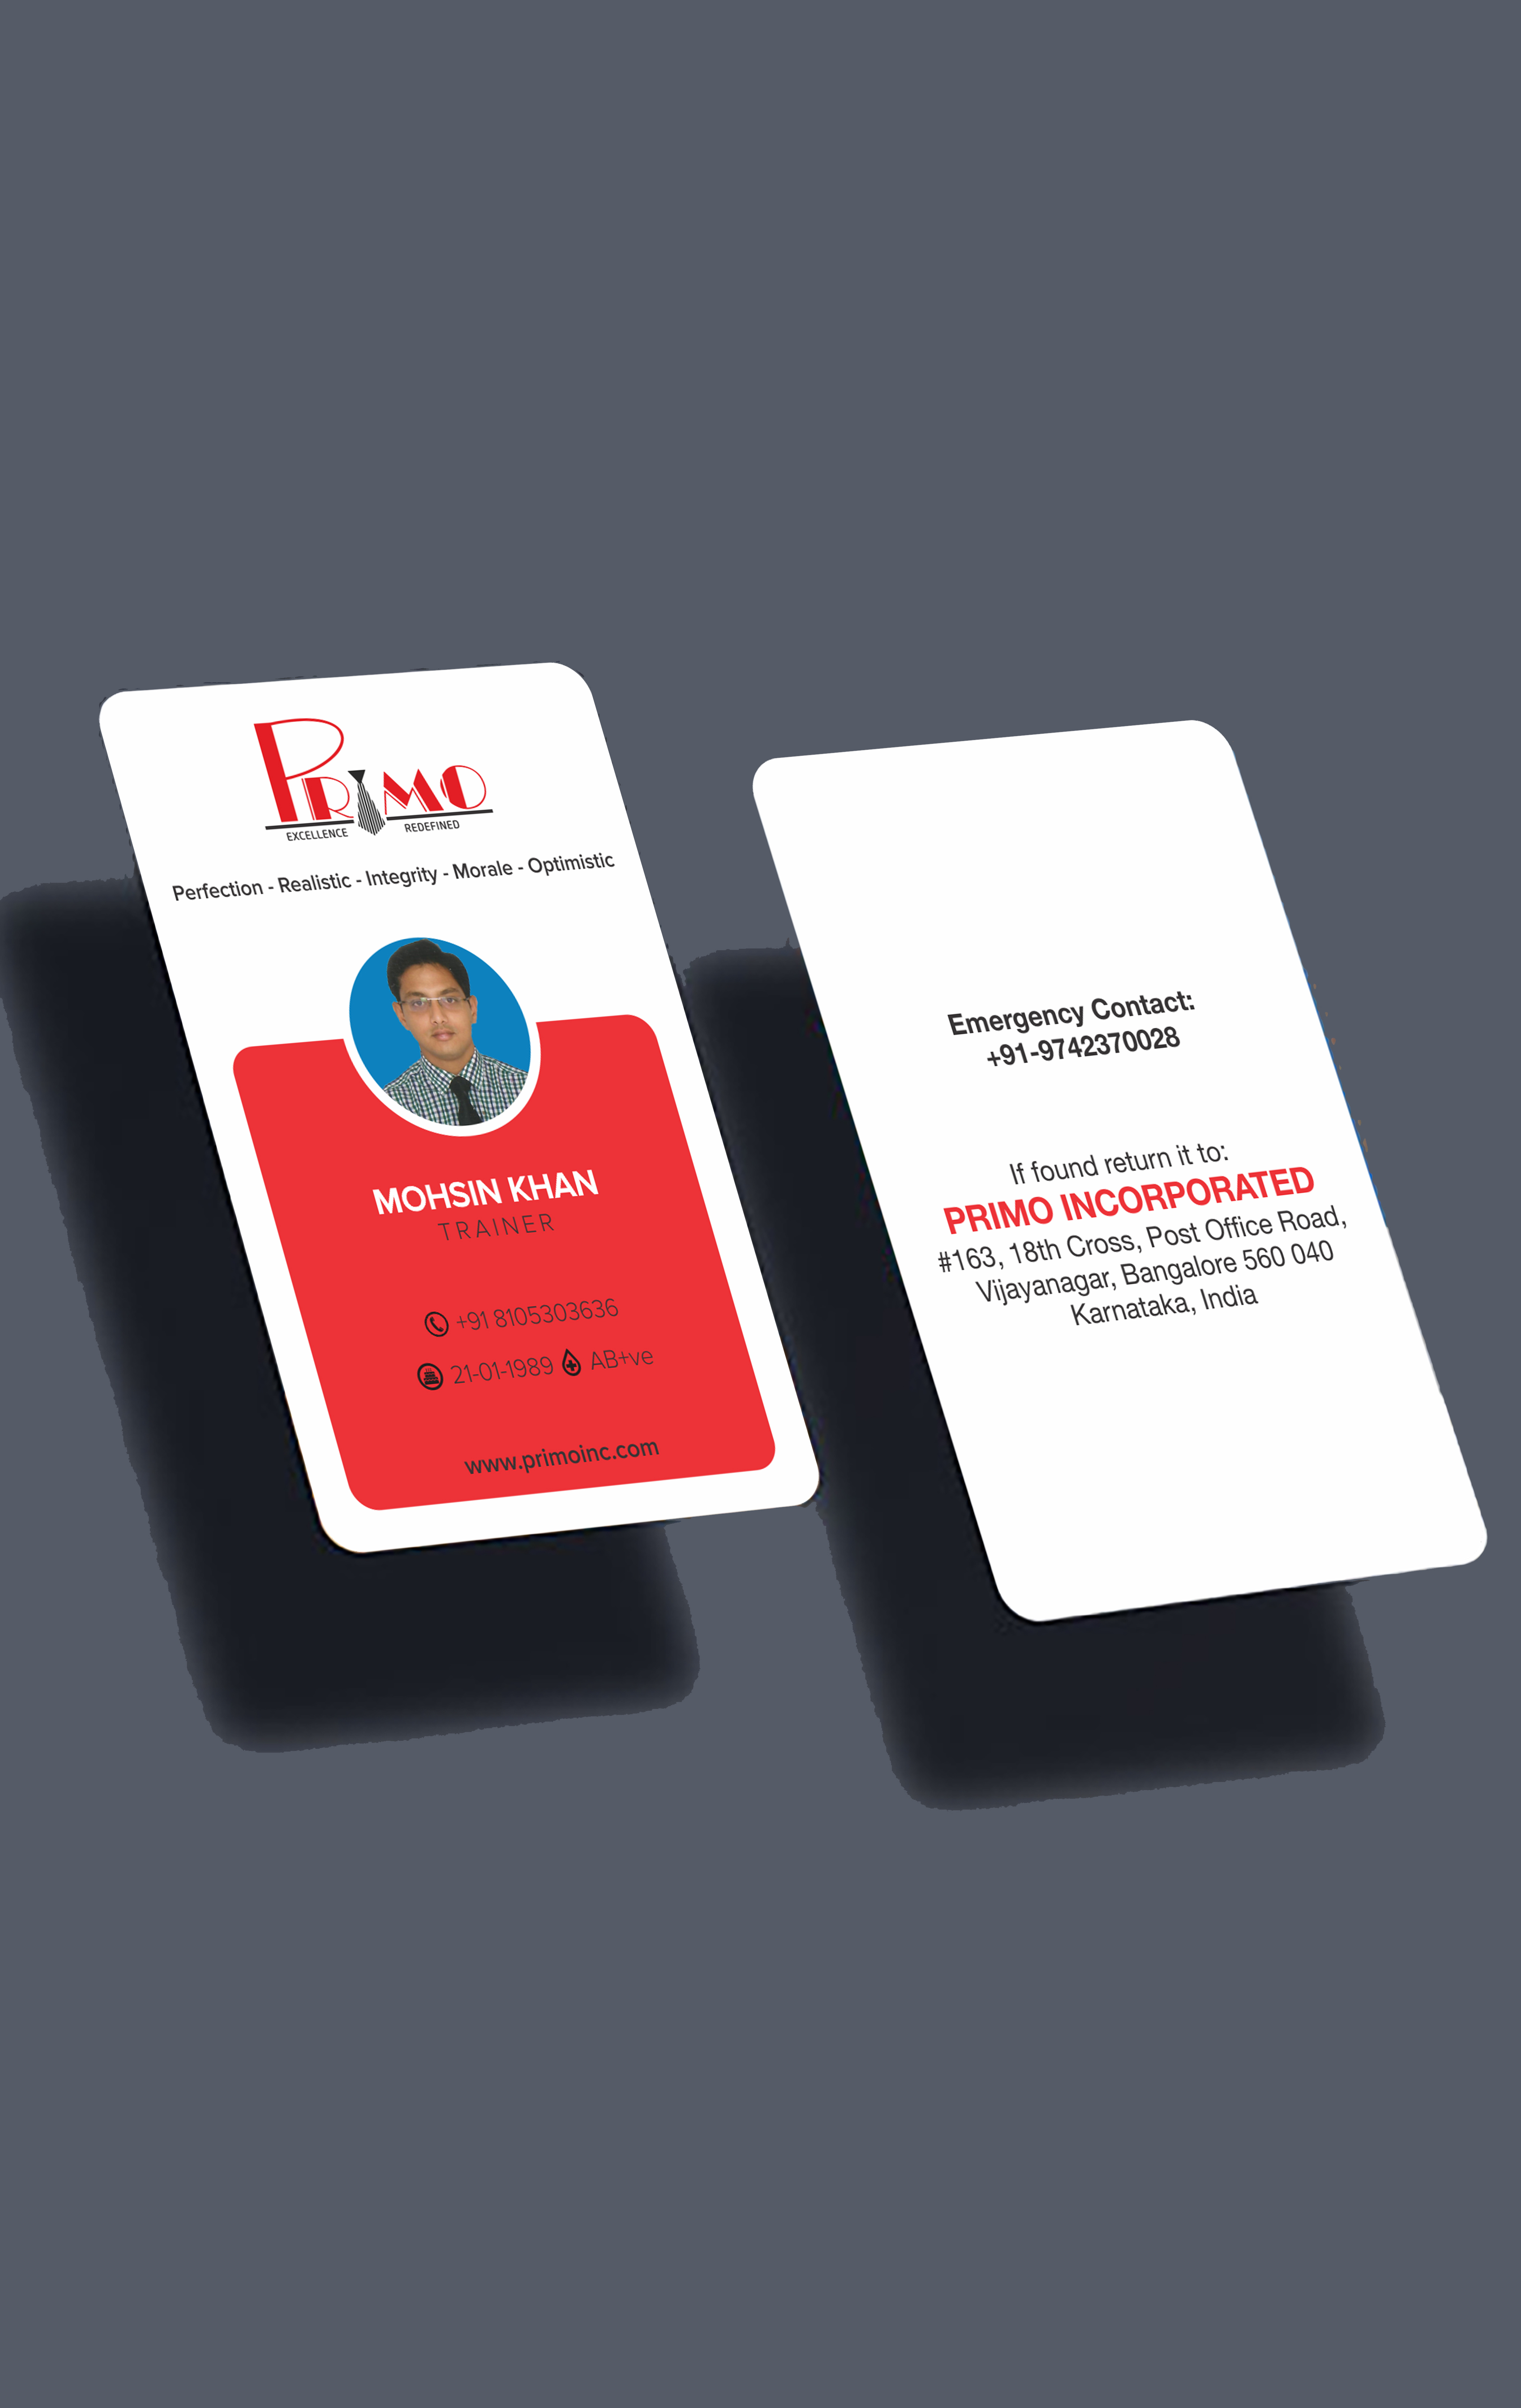 PRIMO
EXCELLENCE REDEFINED
Perfection - Realistic - Integrity - Morale - Optimistic
MOHSIN KHAN
TRAINER
+91 8105303636
21-01-1989 AB+ve
www.primoinc.com
Emergency Contact:
+91-9742370028
If found return it to:
PRIMO INCORPORATED
#163, 18th Cross, Post Office Road,
Vijayanagar, Bangalore 560 040
Karnataka, India